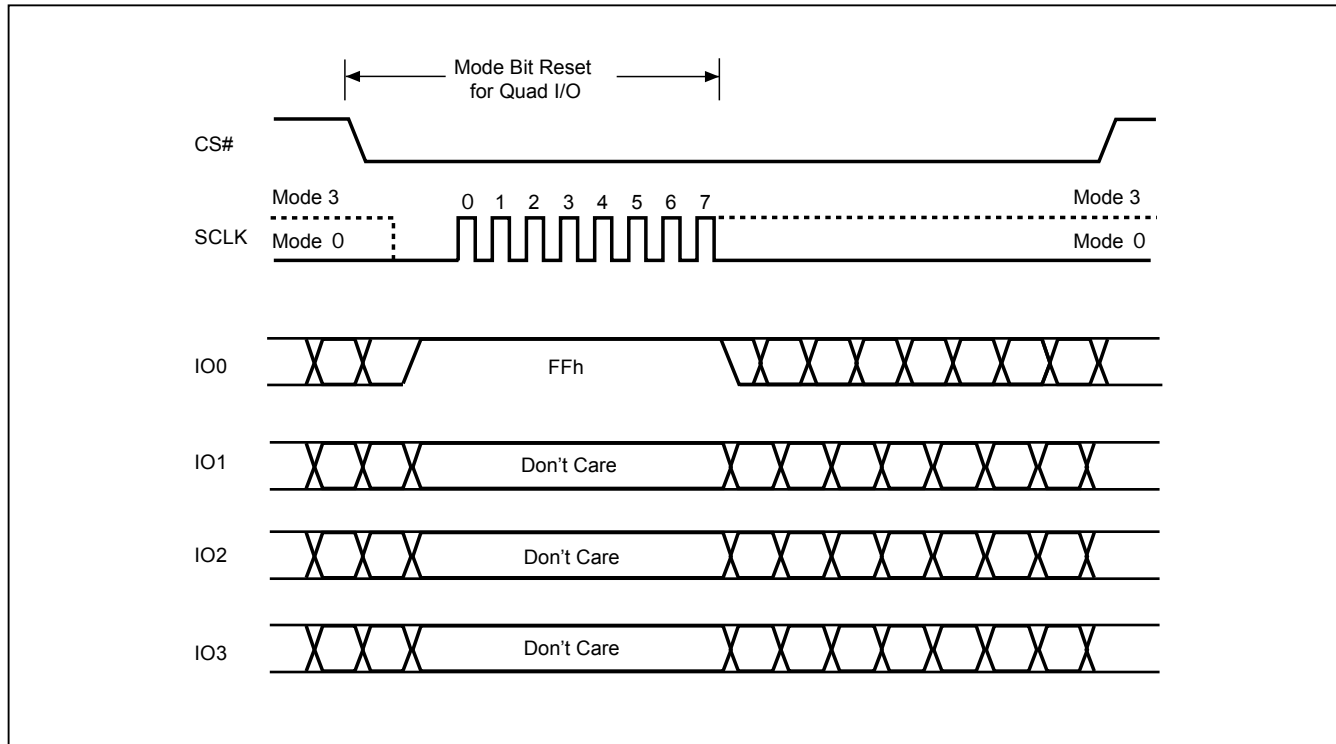 Mode Bit Reset
for Quad I/O
CS#
Mode 3
Mode 3
0 1 2 3 4 5 6 7
SCLK
Mode 0
Mode 0
IO0
FFh
IO1
Don't Care
IO2
Don't Care
IO3
Don't Care